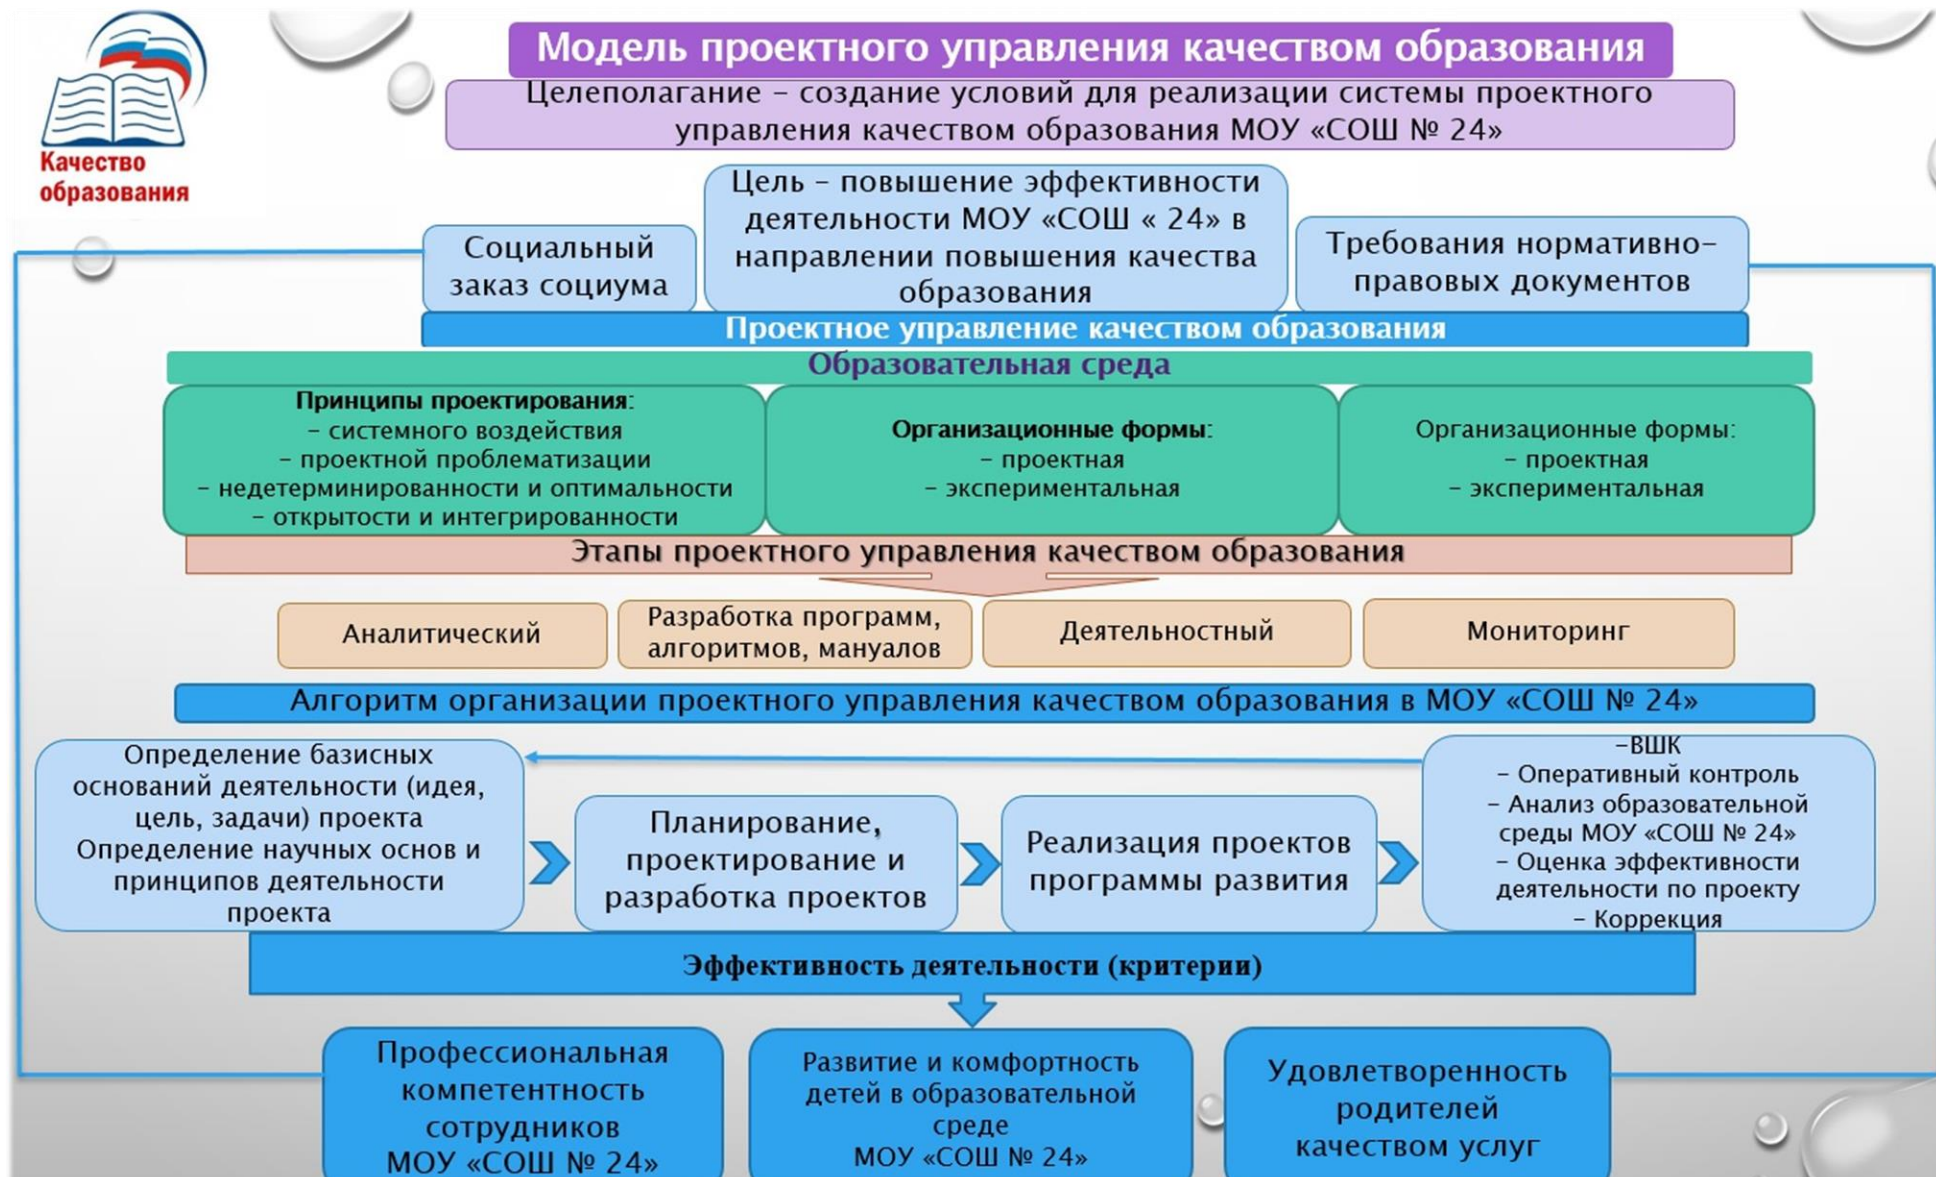 Качество
образования
Модель проектного управления качеством образования
Целеполагание – создание условий для реализации системы проектного
управления качеством образования МОУ «СОШ № 24»
Социальный
заказ социума
Цель – повышение эффективности
деятельности МОУ «СОШ « 24» в
направлении повышения качества
образования
Требования нормативно–
правовых документов
Проектное управление качеством образования
Образовательная среда
Принципы проектирования:
– системного воздействия
– проектной проблематизации
– недетерминированности и оптимальности
– открытости и интегрированности
Организационные формы:
– проектная
– экспериментальная
Организационные формы:
– проектная
– экспериментальная
Этапы проектного управления качеством образования
Аналитический
Разработка программ,
алгоритмов, мануалов
Деятельностный
Мониторинг
Алгоритм организации проектного управления качеством образования в МОУ «СОШ № 24»
Определение базисных
оснований деятельности (идея,
цель, задачи) проекта
Определение научных основ и
принципов деятельности
проекта
Планирование,
проектирование и
разработка проектов
Реализация проектов
программы развития
–ВШК
– Оперативный контроль
– Анализ образовательной
среды МОУ «СОШ № 24»
– Оценка эффективности
деятельности по проекту
– Коррекция
Эффективность деятельности (критерии)
Профессиональная
компетентность
сотрудников
МОУ «СОШ № 24»
Развитие и комфортность
детей в образовательной
среде
МОУ «СОШ № 24»
Удовлетворенность
родителей
качеством услуг